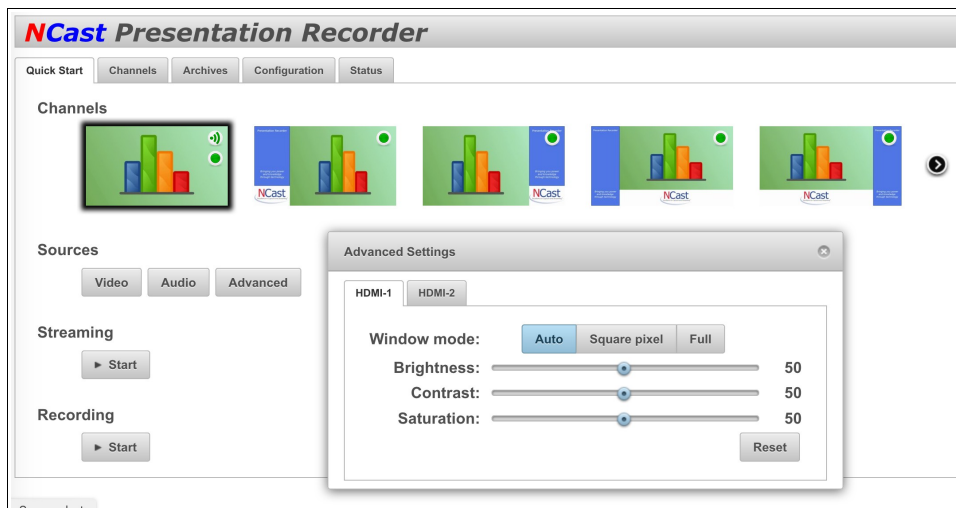 NCast Presentation Recorder
Quick Start Channels Archives Configuration Status
Channels
NCast NCast NCast NCast
Sources
Video Audio Advanced
Streaming
► Start
Recording
► Start
Advanced Settings
HDMI-1 HDMI-2
Window mode: Auto Square pixel Full
Brightness: 50
Contrast: 50
Saturation: 50
Reset